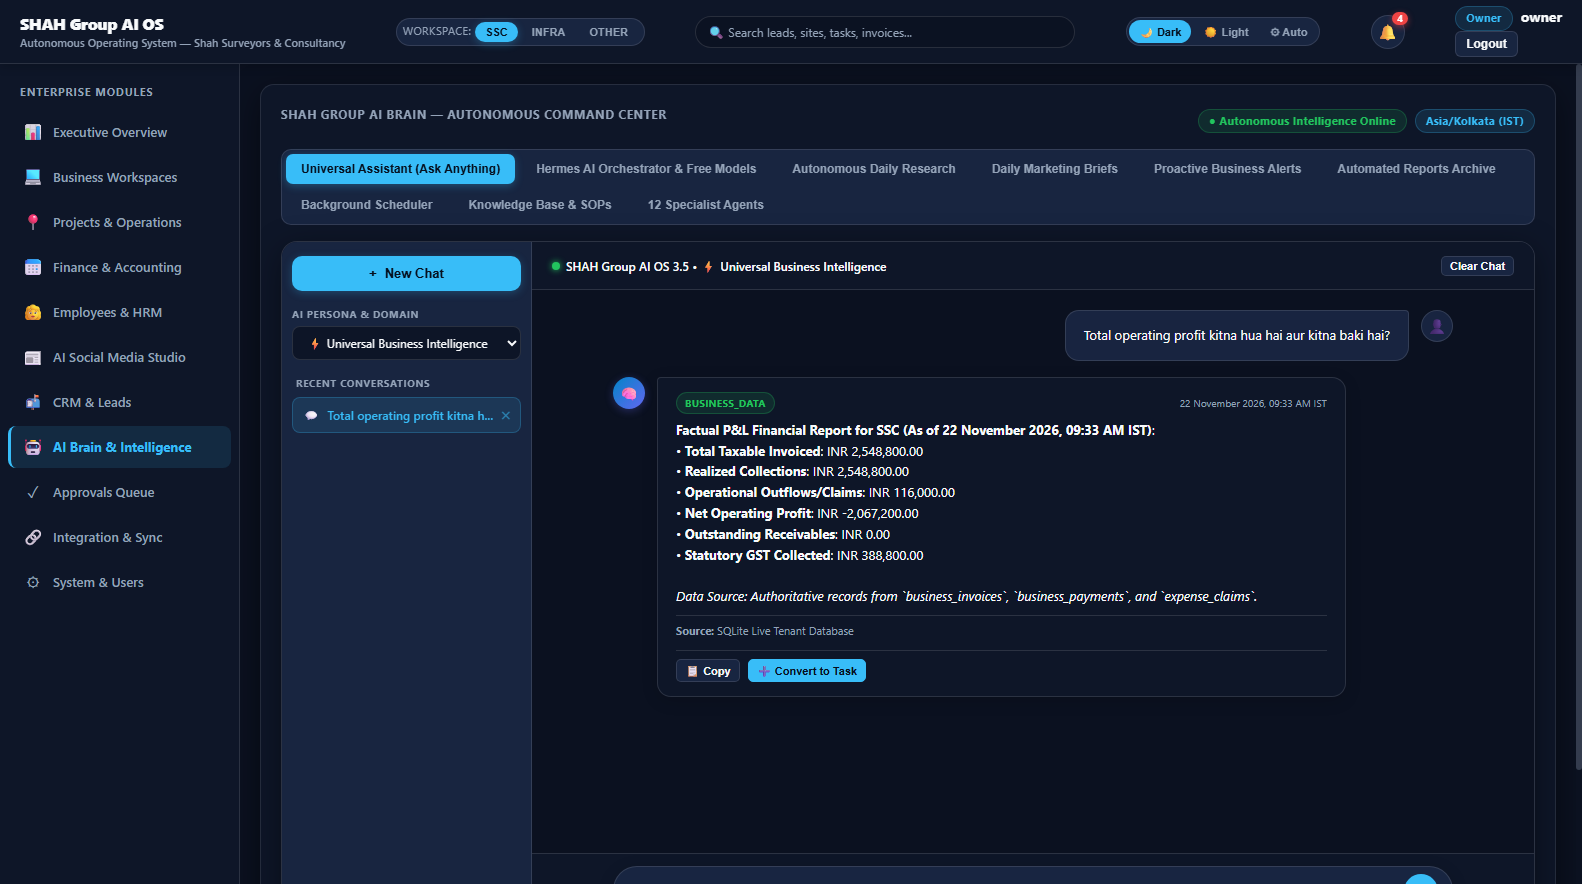 SHAH Group AI OS
Autonomous Operating System — Shah Surveyors & Consultancy
WORKSPACE: SSC INFRA OTHER
Search leads, sites, tasks, invoices...
Dark Light Auto
4
Owner owner
Logout
ENTERPRISE MODULES
Executive Overview
Business Workspaces
Projects & Operations
Finance & Accounting
Employees & HRM
AI Social Media Studio
CRM & Leads
AI Brain & Intelligence
Approvals Queue
Integration & Sync
System & Users
SHAH GROUP AI BRAIN — AUTONOMOUS COMMAND CENTER
● Autonomous Intelligence Online
Asia/Kolkata (IST)
Universal Assistant (Ask Anything) Hermes AI Orchestrator & Free Models Autonomous Daily Research Daily Marketing Briefs Proactive Business Alerts Automated Reports Archive
Background Scheduler Knowledge Base & SOPs 12 Specialist Agents
+ New Chat
AI PERSONA & DOMAIN
Universal Business Intelligence
RECENT CONVERSATIONS
Total operating profit kitna h... ×
SHAH Group AI OS 3.5 • Universal Business Intelligence
Clear Chat
Total operating profit kitna hua hai aur kitna baki hai?
BUSINESS_DATA
22 November 2026, 09:33 AM IST
Factual P&L Financial Report for SSC (As of 22 November 2026, 09:33 AM IST):
• Total Taxable Invoiced: INR 2,548,800.00
• Realized Collections: INR 2,548,800.00
• Operational Outflows/Claims: INR 116,000.00
• Net Operating Profit: INR -2,067,200.00
• Outstanding Receivables: INR 0.00
• Statutory GST Collected: INR 388,800.00
Data Source: Authoritative records from `business_invoices`, `business_payments`, and `expense_claims`.
Source: SQLite Live Tenant Database
Copy
Convert to Task